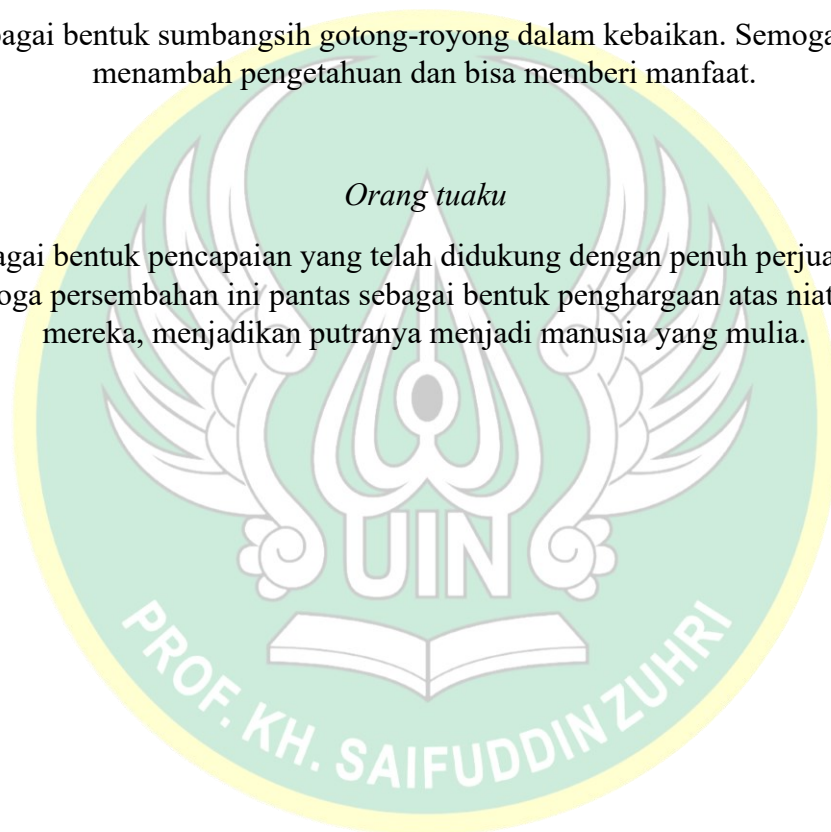 bagai bentuk sumbangsih gotong-royong dalam kebaikan. Semoga
menambah pengetahuan dan bisa memberi manfaat.
Orang tuaku
agai bentuk pencapaian yang telah didukung dengan penuh perjua
oga persembahan ini pantas sebagai bentuk penghargaan atas niat
mereka, menjadikan putranya menjadi manusia yang mulia.
UIN
PROF. KH. SAIFUDDIN ZUHRI